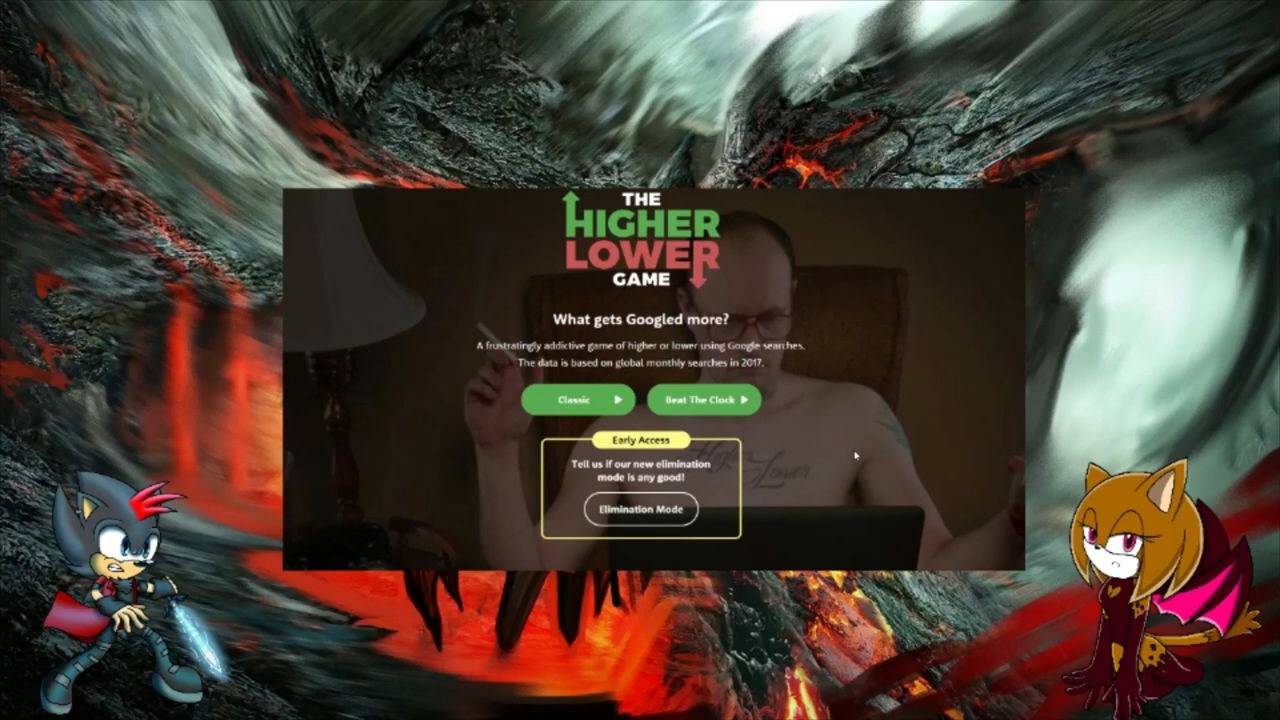 THE
HIGHER
LOWER
GAME
What gets Googled more?
A frustratingly addictive game of higher or lower using Google searches.
The data is based on global monthly searches in 2017.
Classic
Beat The Clock
Early Access
Tell us if our new elimination
mode is any good!
Higher
Lower
Elimination Mode